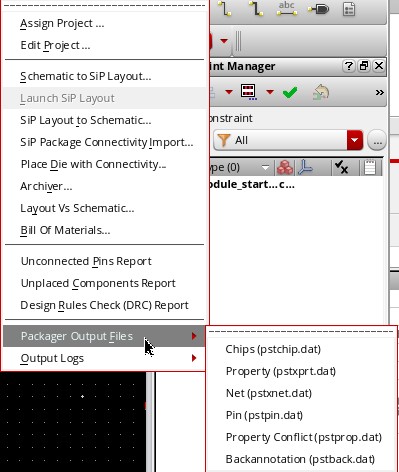 Assign Project ...
Edit Project ...
Schematic to SiP Layout...
Launch SiP Layout
SiP Layout to Schematic...
SiP Package Connectivity Import...
Place Die with Connectivity...
Archiver...
Layout Vs Schematic...
Bill Of Materials...
Unconnected Pins Report
Unplaced Components Report
Design Rules Check (DRC) Report
Packager Output Files
Output Logs
int Manager
»
onstraint
All
...
ype (0)
odule_start...c...
Chips (pstchip.dat)
Property (pstxprt.dat)
Net (pstxnet.dat)
Pin (pstpin.dat)
Property Conflict (pstprop.dat)
Backannotation (pstback.dat)